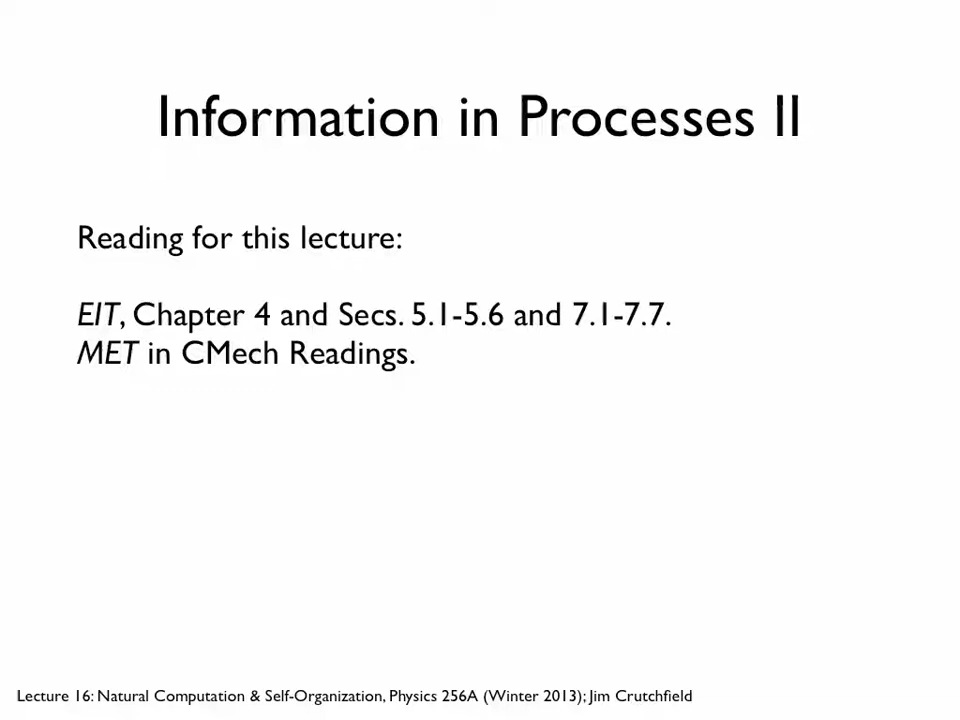 Information in Processes II
Reading for this lecture:
EIT, Chapter 4 and Secs. 5.1-5.6 and 7.1-7.7.
MET in CMech Readings.
Lecture 16: Natural Computation & Self-Organization, Physics 256A (Winter 2013); Jim Crutchfield